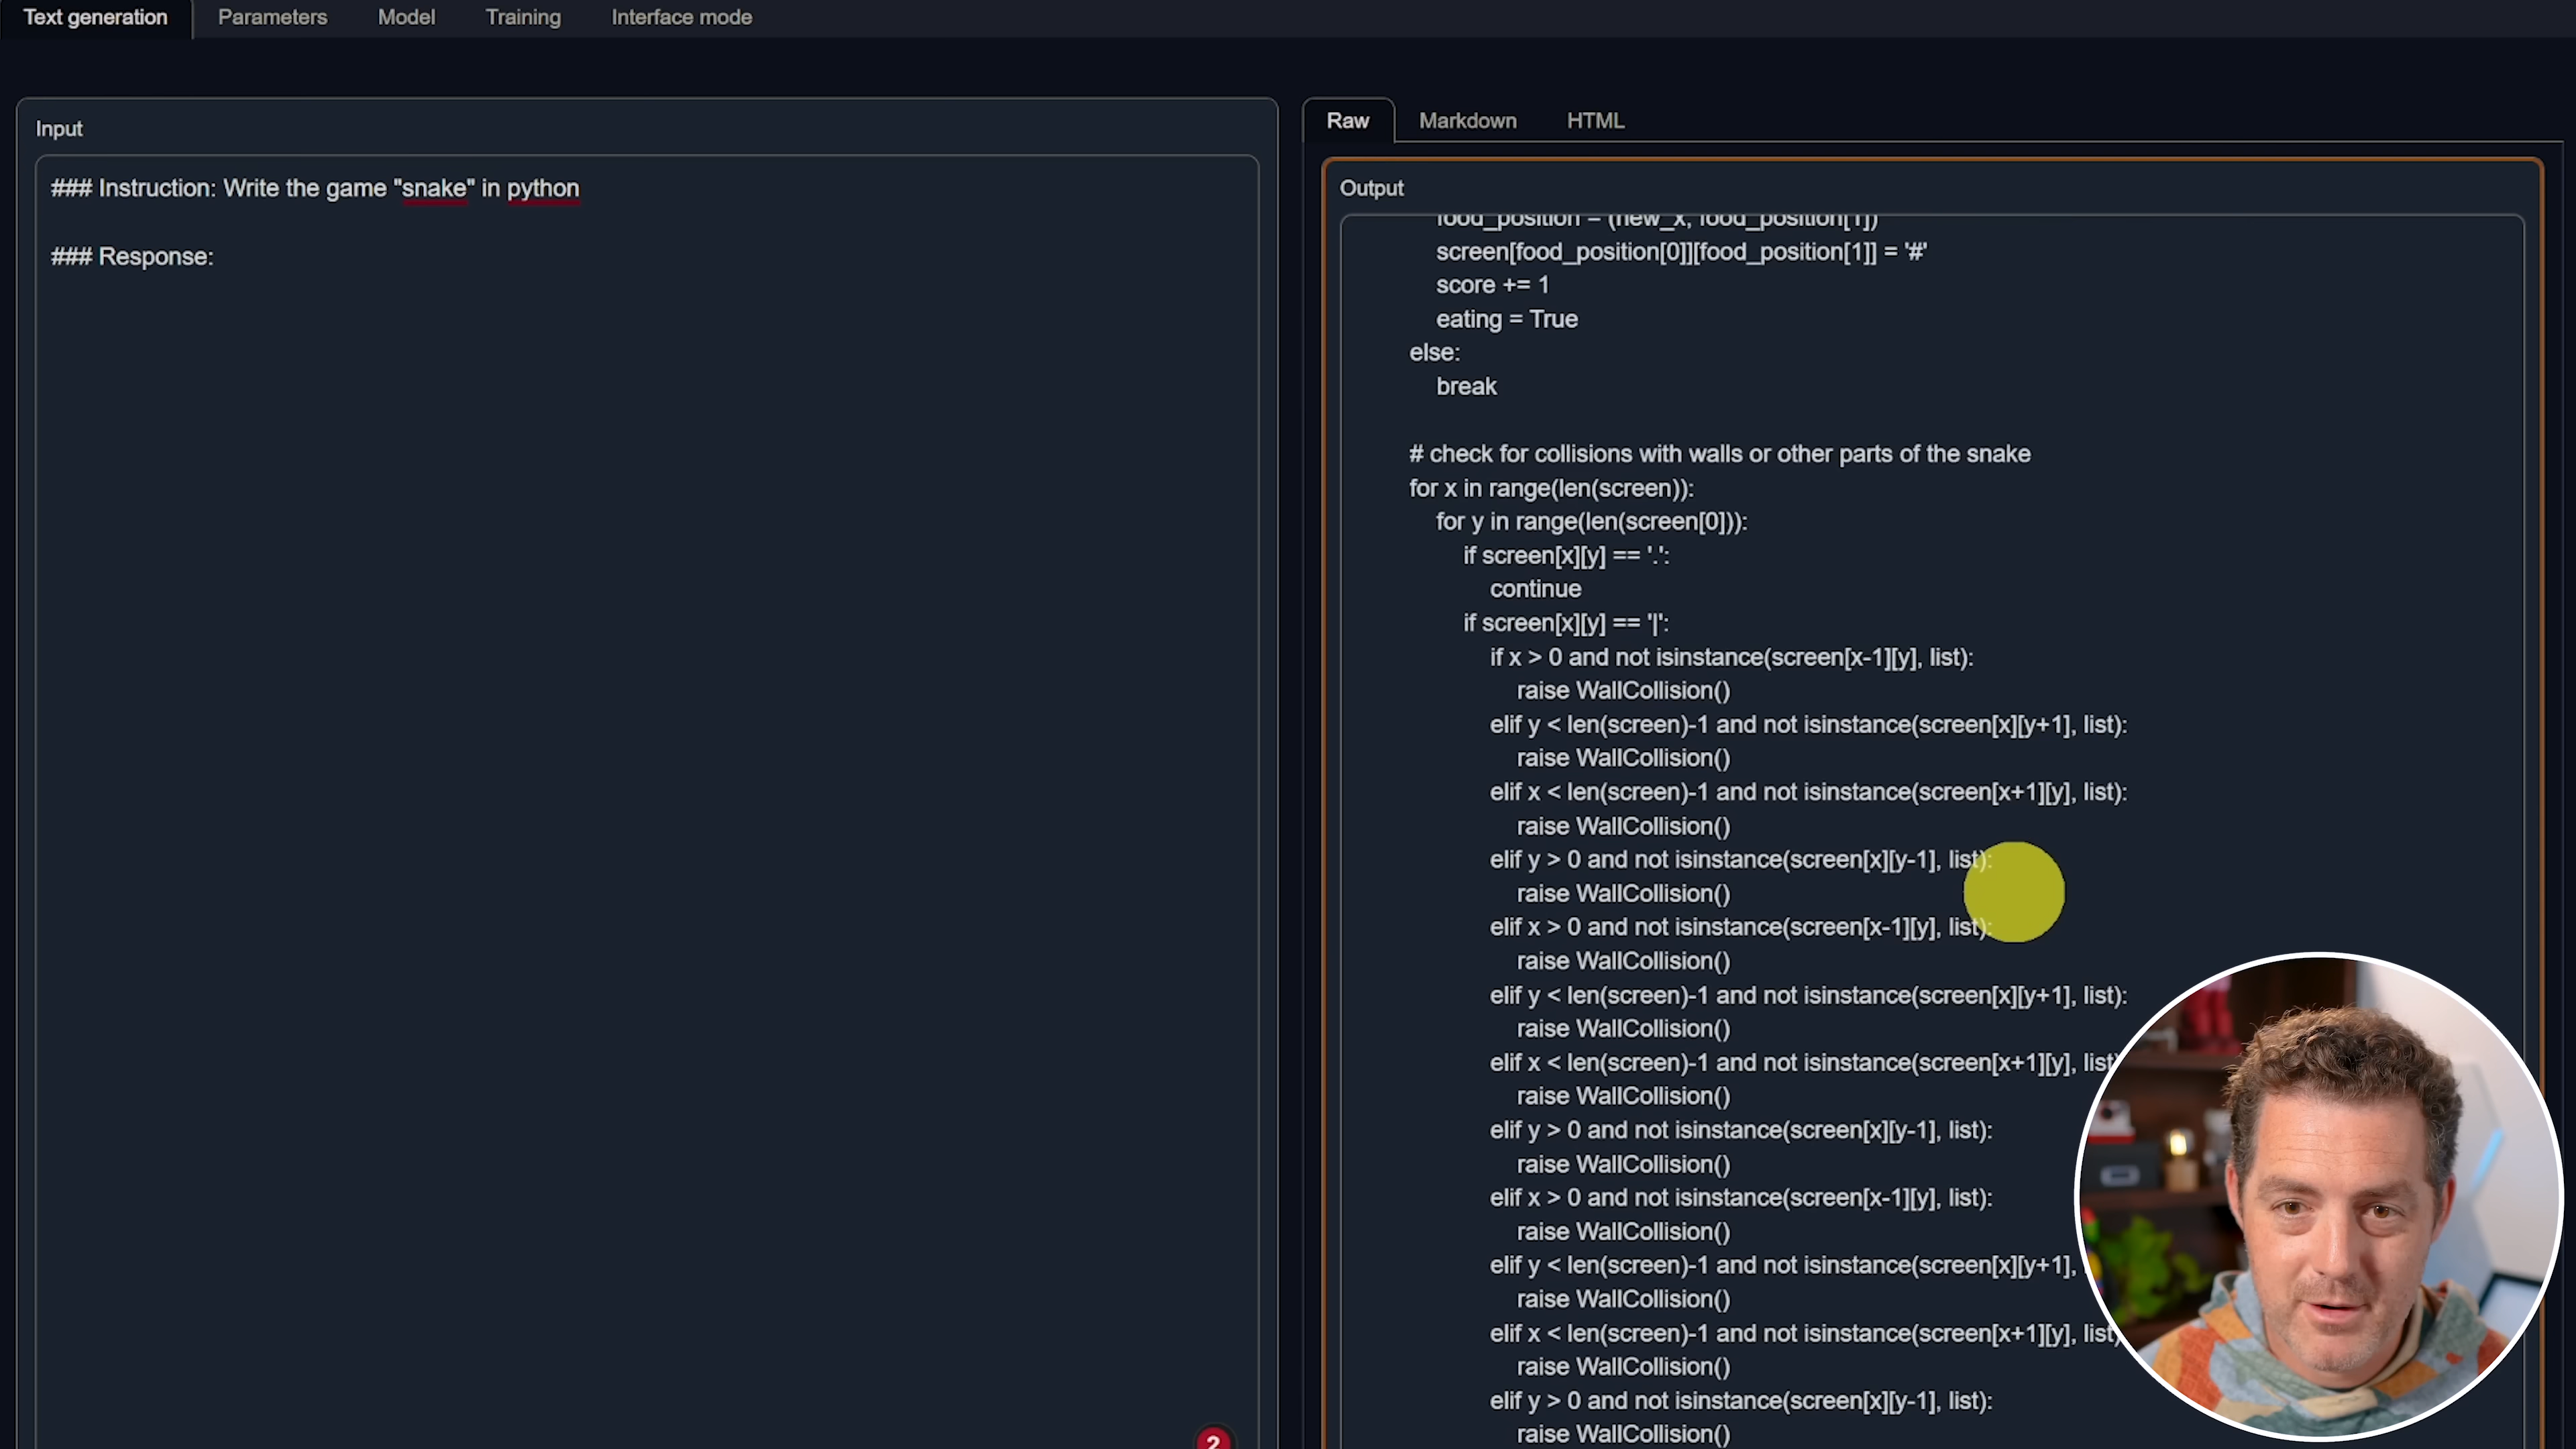 Text generation Parameters Model Training Interface mode
Input
### Instruction: Write the game "snake" in python
### Response:
Raw Markdown HTML
Output
food_position = (new_x, food_position[1])
screen[food_position[0]][food_position[1]] = '#'
score += 1
eating = True
else:
break
# check for collisions with walls or other parts of the snake
for x in range(len(screen)):
for y in range(len(screen[0])):
if screen[x][y] == '.':
continue
if screen[x][y] == '|':
if x > 0 and not isinstance(screen[x-1][y], list):
raise WallCollision()
elif y < len(screen)-1 and not isinstance(screen[x][y+1], list):
raise WallCollision()
elif x < len(screen)-1 and not isinstance(screen[x+1][y], list):
raise WallCollision()
elif y > 0 and not isinstance(screen[x][y-1], list):
raise WallCollision()
elif x > 0 and not isinstance(screen[x-1][y], list):
raise WallCollision()
elif y < len(screen)-1 and not isinstance(screen[x][y+1], list):
raise WallCollision()
elif x < len(screen)-1 and not isinstance(screen[x+1][y], list
raise WallCollision()
elif y > 0 and not isinstance(screen[x][y-1], list):
raise WallCollision()
elif x > 0 and not isinstance(screen[x-1][y], list):
raise WallCollision()
elif y < len(screen)-1 and not isinstance(screen[x][y+1],
raise WallCollision()
elif x < len(screen)-1 and not isinstance(screen[x+1][y], list
raise WallCollision()
elif y > 0 and not isinstance(screen[x][y-1], list):
raise WallCollision()
2